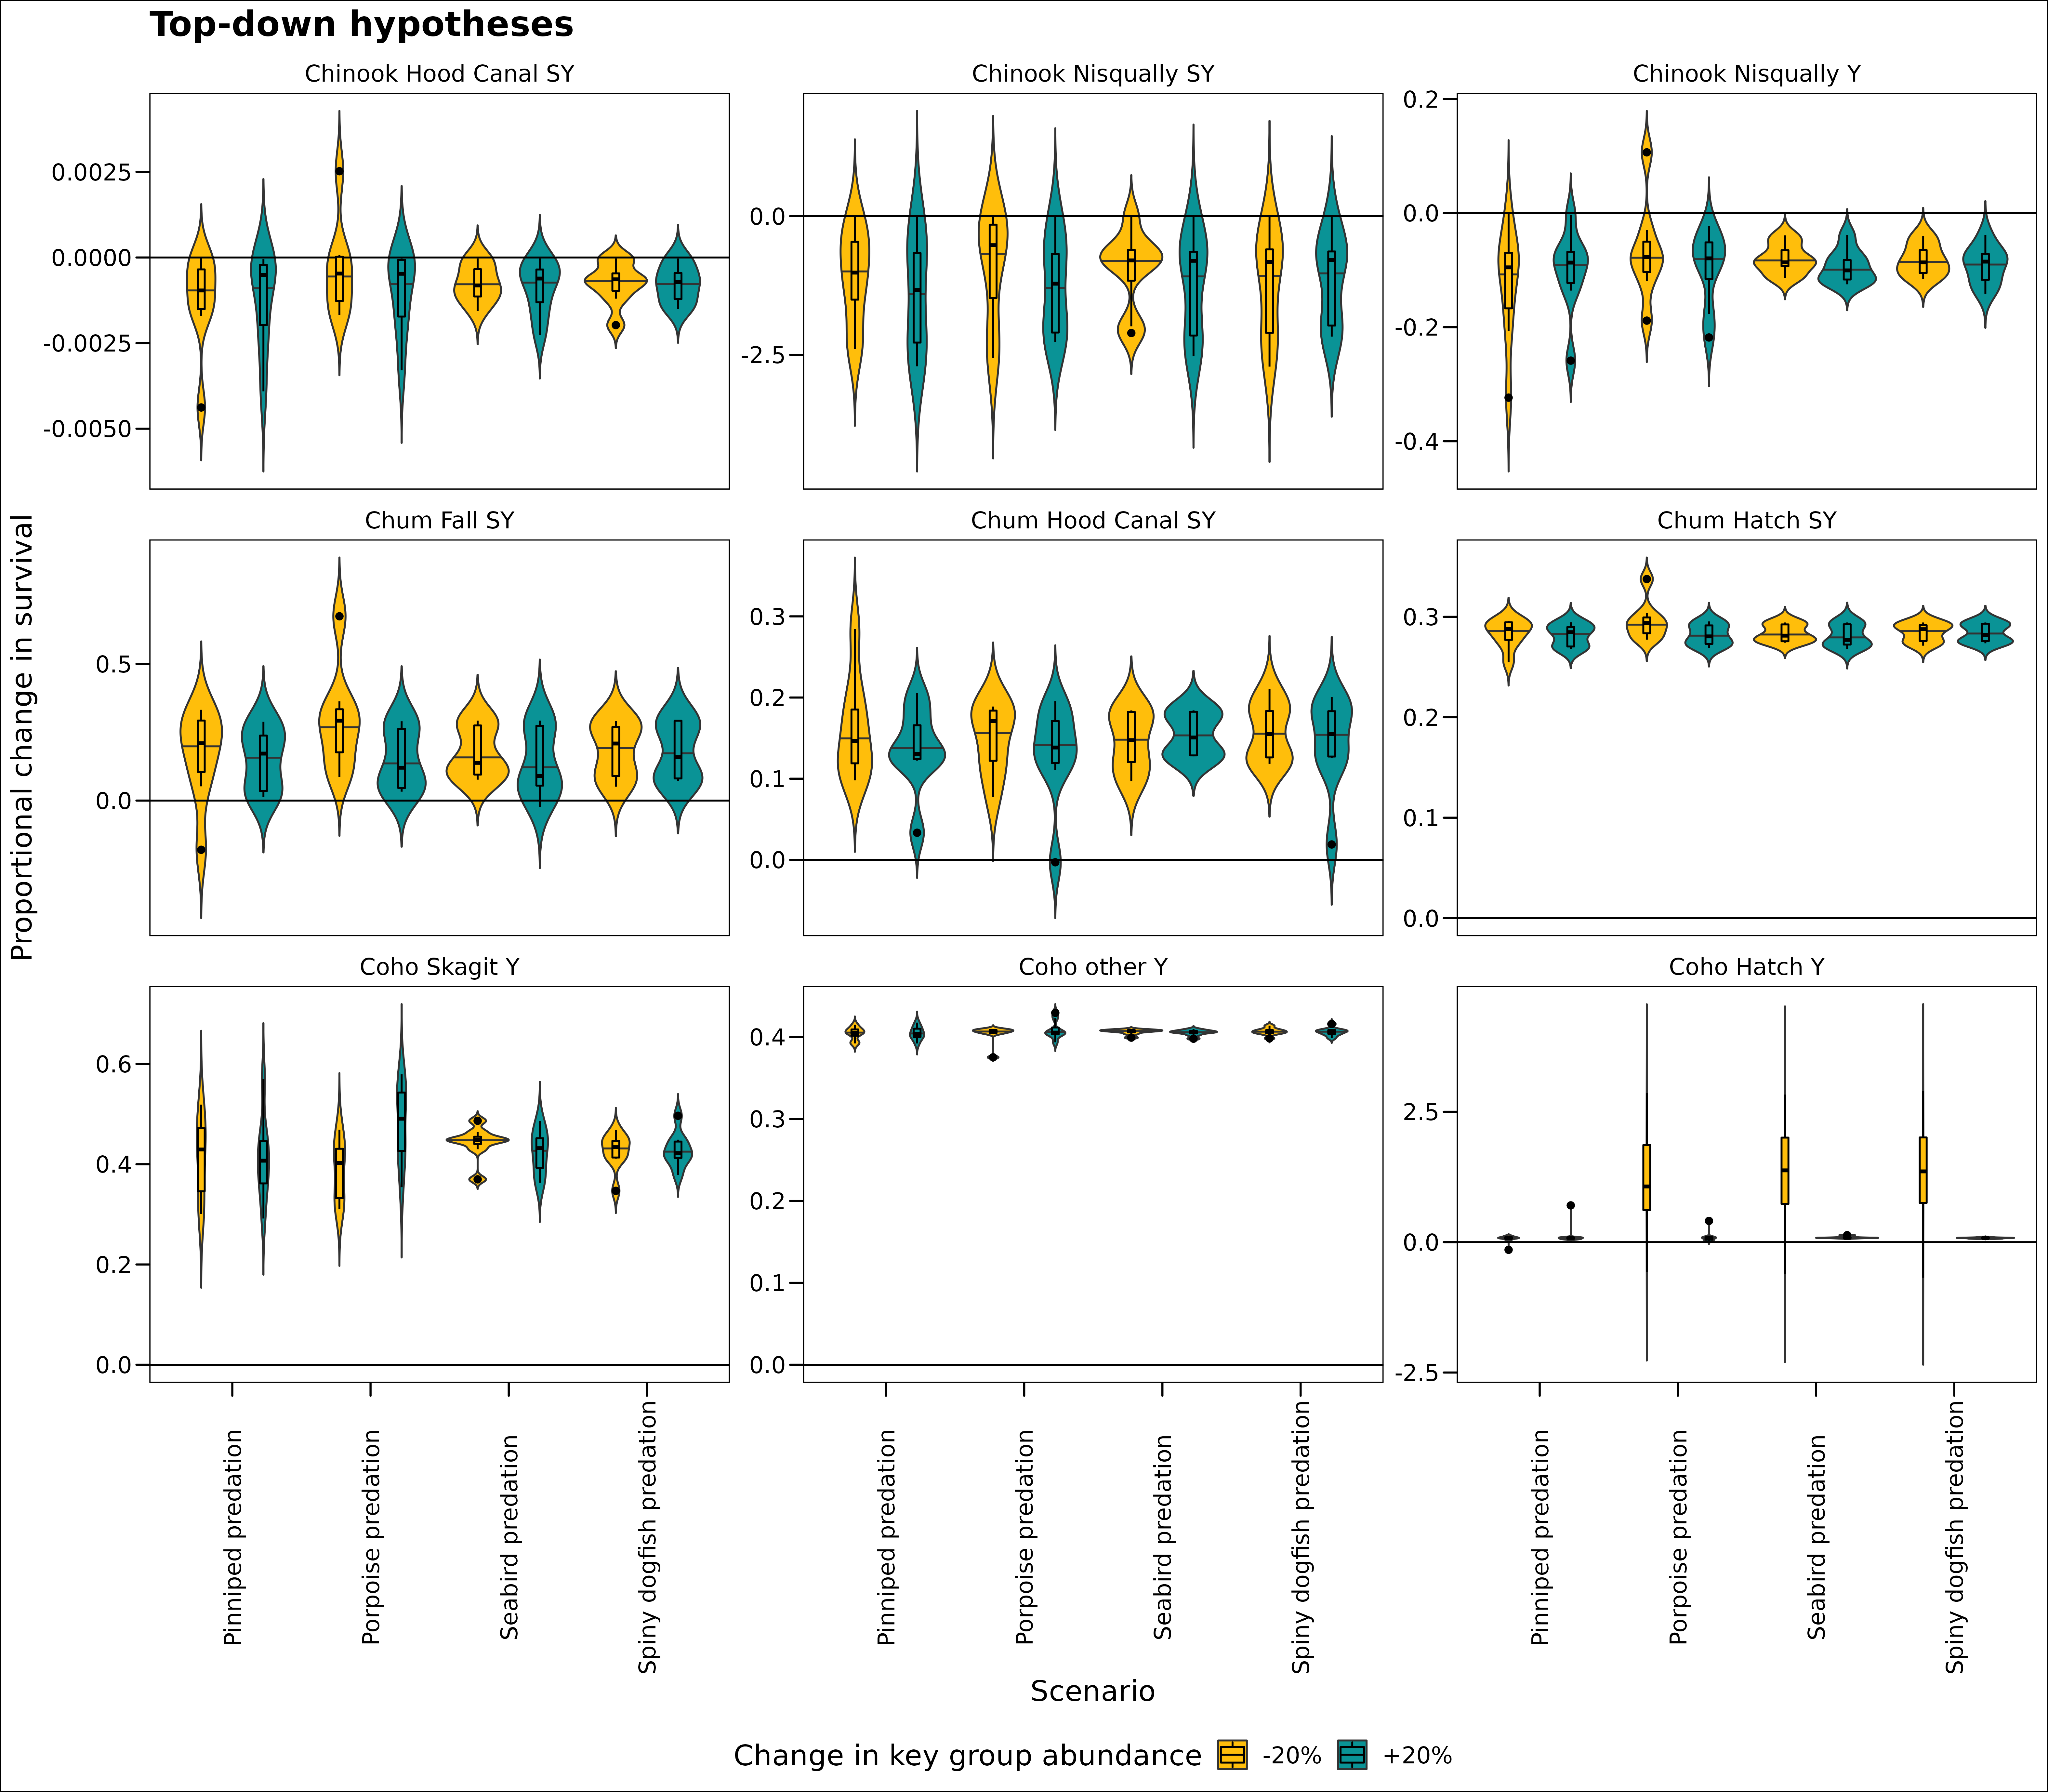 Top-down hypotheses
Chinook Hood Canal SY
Chinook Nisqually SY
Chinook Nisqually Y
0.0025
0.0000
-0.0025
-0.0050
0.0
-2.5
0.2
0.0
-0.2
-0.4
Proportional change in survival
Chum Fall SY
Chum Hood Canal SY
Chum Hatch SY
0.5
0.0
0.3
0.2
0.1
0.0
0.3
0.2
0.1
0.0
Coho Skagit Y
Coho other Y
Coho Hatch Y
0.6
0.4
0.2
0.0
0.4
0.3
0.2
0.1
0.0
2.5
0.0
-2.5
Pinniped predation
Porpoise predation
Seabird predation
Spiny dogfish predation
Pinniped predation
Porpoise predation
Seabird predation
Spiny dogfish predation
Pinniped predation
Porpoise predation
Seabird predation
Spiny dogfish predation
Scenario
Change in key group abundance -20% +20%